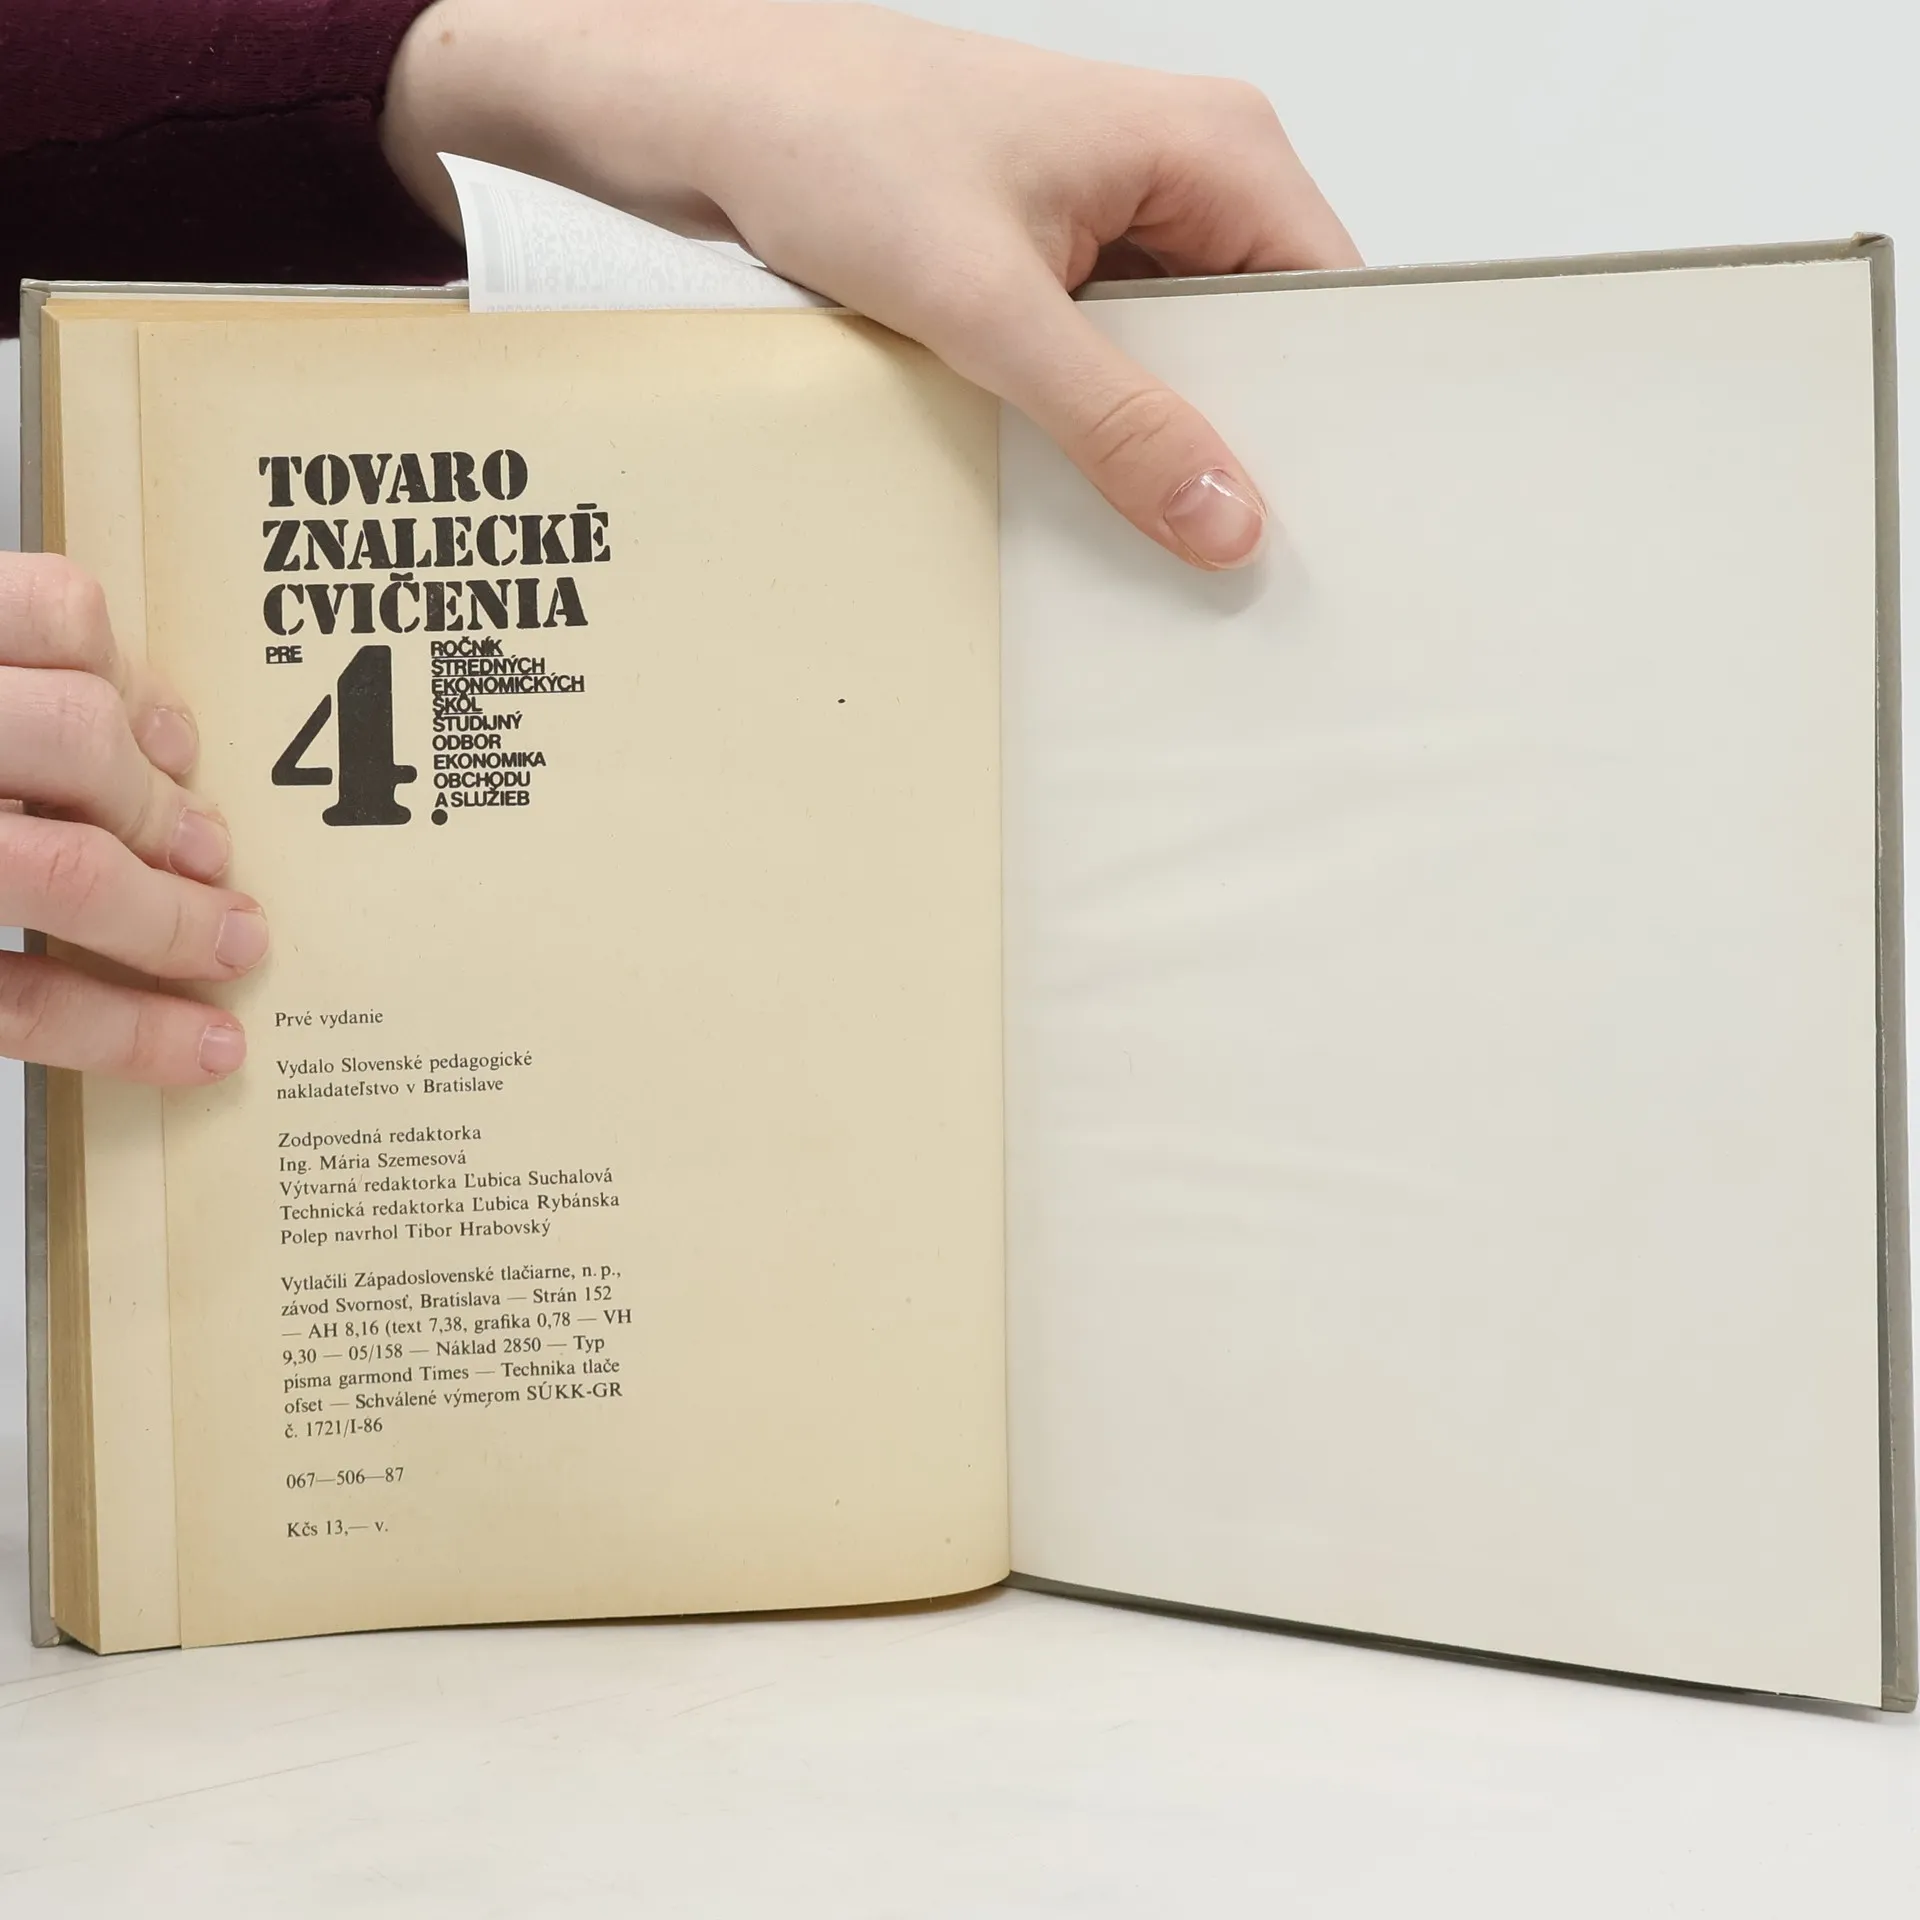 TOVARO
ZNALECKÉ
CVIČENIA
PRE
4.
ROČNÍK
STREDNÝCH
EKONOMICKÝCH
ŠKÔL
ŠTUDIJNÝ
ODBOR
EKONOMIKA
OBCHODU
A SLUŽIEB
Prvé vydanie
Vydalo Slovenské pedagogické
nakladateľstvo v Bratislave
Zodpovedná redaktorka
Ing. Mária Szemesová
Výtvarná redaktorka Ľubica Suchalová
Technická redaktorka Ľubica Rybánska
Polep navrhol Tibor Hrabovský
Vytlačili Západoslovenské tlačiarne, n. p.,
závod Svornosť, Bratislava — Strán 152
— AH 8,16 (text 7,38, grafika 0,78 — VH
9,30 — 05/158 — Náklad 2850 — Typ
písma garmond Times — Technika tlače
ofset — Schválené výmerom SÚKK-GR
č. 1721/I-86
067—506—87
Kčs 13,— v.